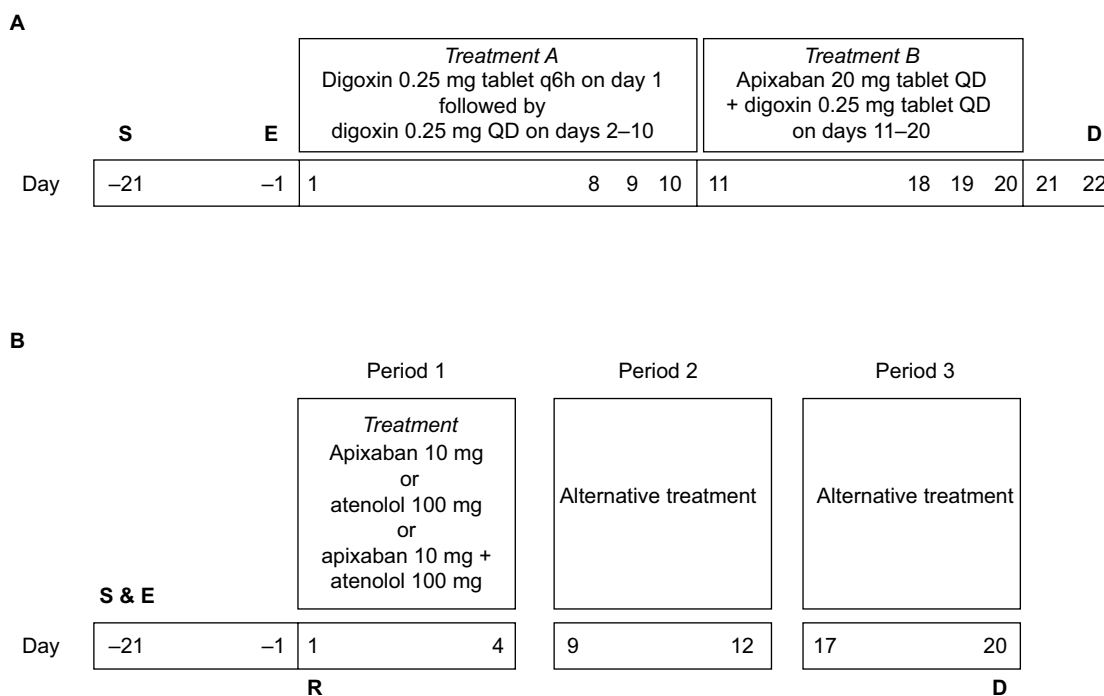 A
Treatment A
Digoxin 0.25 mg tablet q6h on day 1
followed by
digoxin 0.25 mg QD on days 2–10
Treatment B
Apixaban 20 mg tablet QD
+ digoxin 0.25 mg tablet QD
on days 11–20
S E D
Day –21 –1 1 8 9 10 11 18 19 20 21 22
B
Period 1 Period 2 Period 3
Treatment
Apixaban 10 mg
or
atenolol 100 mg
or
apixaban 10 mg +
atenolol 100 mg
Alternative treatment
Alternative treatment
S & E
Day –21 –1 1 4 9 12 17 20
R D